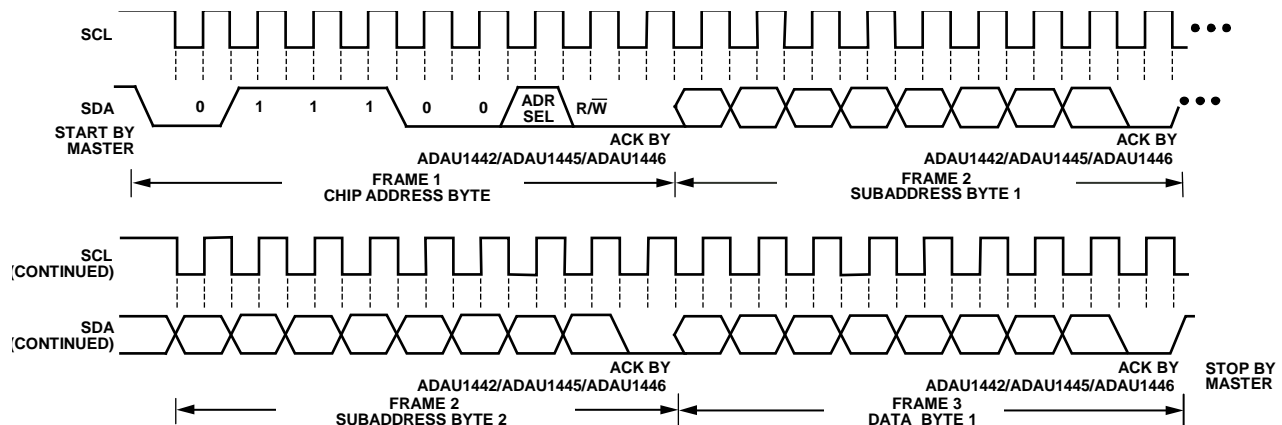 SCL
SDA
0 1 1 1 0 0 ADR SEL R/W
START BY
MASTER
ACK BY
ADAU1442/ADAU1445/ADAU1446
ACK BY
ADAU1442/ADAU1445/ADAU1446
FRAME 1
CHIP ADDRESS BYTE
FRAME 2
SUBADDRESS BYTE 1
SCL
(CONTINUED)
SDA
(CONTINUED)
ACK BY
ADAU1442/ADAU1445/ADAU1446
ACK BY
ADAU1442/ADAU1445/ADAU1446
STOP BY
MASTER
FRAME 2
SUBADDRESS BYTE 2
FRAME 3
DATA BYTE 1